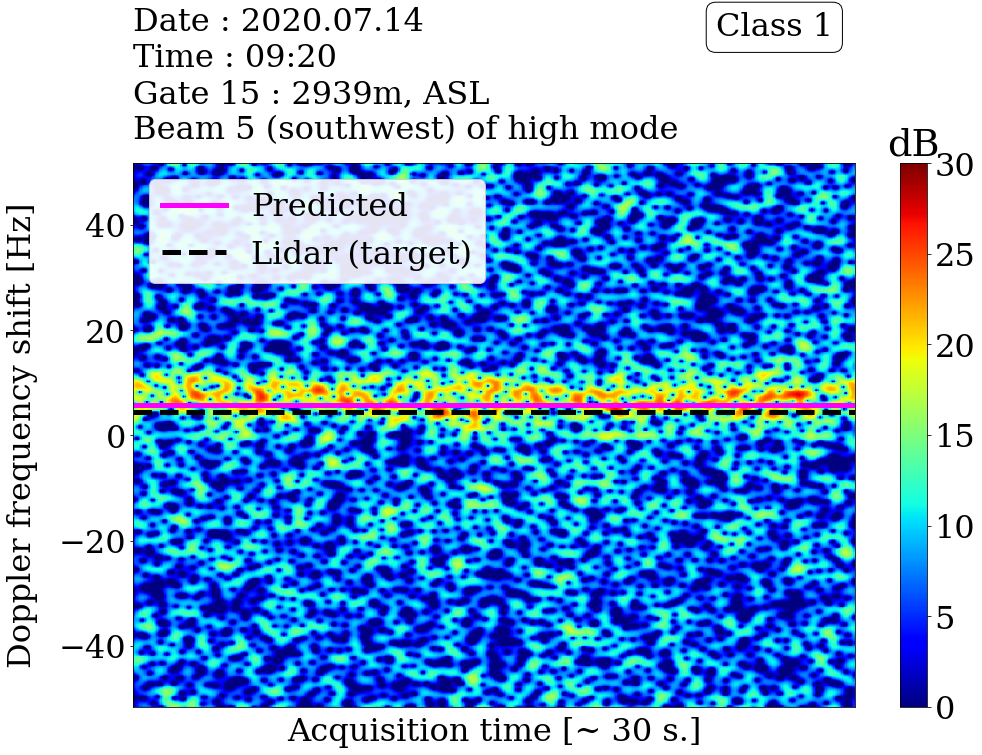 Date : 2020.07.14
Class 1
Time : 09:20
Gate 15 : 2939m, ASL
Beam 5 (southwest) of high mode
dB
Doppler frequency shift [Hz]
40
20
0
−20
−40
Predicted
Lidar (target)
30
25
20
15
10
5
0
Acquisition time [~ 30 s.]